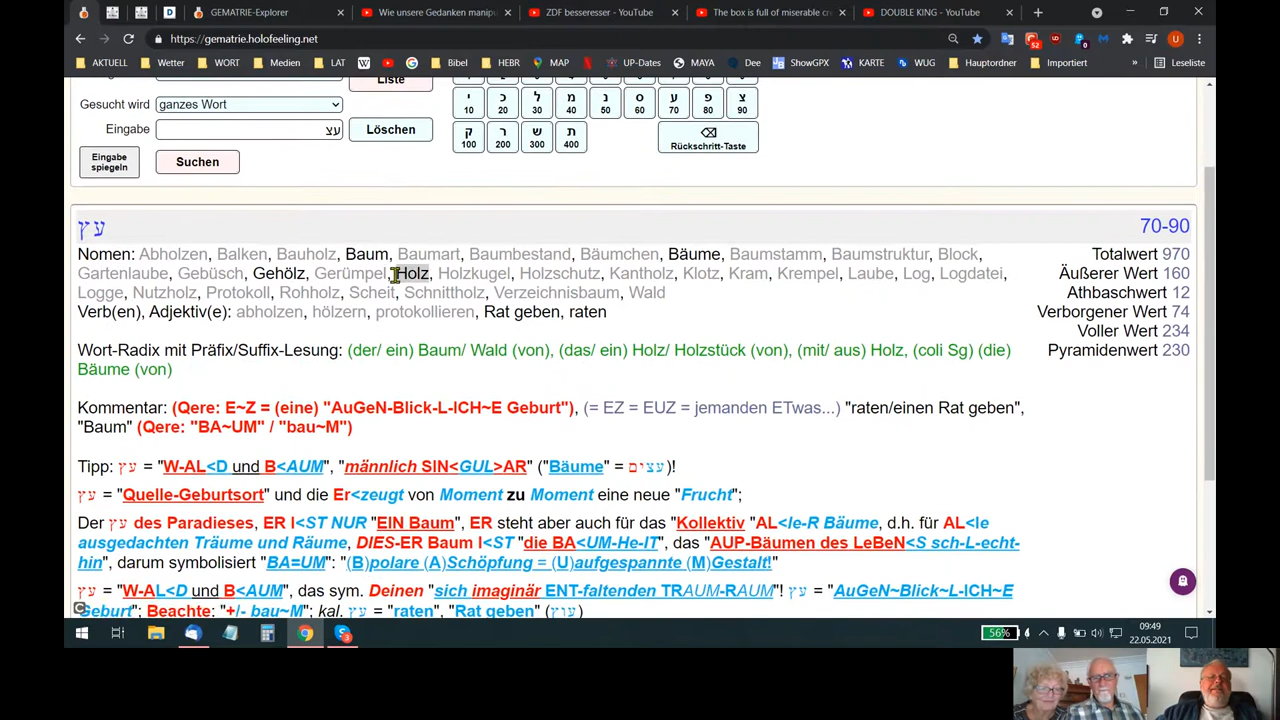 GEMATRIE-Explorer
Wie unsere Gedanken manip
ZDF besseresser - YouTube
The box is full of miserable cre
DOUBLE KING - YouTube
https://gematrie.holofeeling.net
AKTUELL Wetter WORT Medien LAT Bibel HEBR MAP UP-Dates MAYA Dee ShowGPX KARTE WUG Hauptordner Importiert » Leseliste
Liste
Gesucht wird ganzes Wort
Eingabe עצ
Löschen
Eingabe spiegeln
Suchen
י כ ל מ נ ס ע פ צ
10 20 30 40 50 60 70 80 90
ק ר ש ת
100 200 300 400
Rückschritt-Taste
עץ 70-90
Nomen: Abholzen, Balken, Bauholz, Baum, Baumart, Baumbestand, Bäumchen, Bäume, Baumstamm, Baumstruktur, Block,
Gartenlaube, Gebüsch, Gehölz, Gerümpel, Holz, Holzkugel, Holzschutz, Kantholz, Klotz, Kram, Krempel, Laube, Log, Logdatei,
Logge, Nutzholz, Protokoll, Rohholz, Scheit, Schnittholz, Verzeichnisbaum, Wald
Verb(en), Adjektiv(e): abholzen, hölzern, protokollieren, Rat geben, raten
Totalwert 970
Äußerer Wert 160
Athbaschwert 12
Verborgener Wert 74
Voller Wert 234
Pyramidenwert 230
Wort-Radix mit Präfix/Suffix-Lesung: (der/ ein) Baum/ Wald (von), (das/ ein) Holz/ Holzstück (von), (mit/ aus) Holz, (coli Sg) (die)
Bäume (von)
Kommentar: (Qere: E~Z = (eine) "AuGeN-Blick-L-ICH~E Geburt"), (= EZ = EUZ = jemanden ETwas...) "raten/einen Rat geben",
"Baum" (Qere: "BA~UM" / "bau~M")
Tipp: עץ = "W-AL<D und B<AUM", "männlich SIN<GUL>AR" ("Bäume" = עצים)!
עץ = "Quelle-Geburtsort" und die Er<zeugt von Moment zu Moment eine neue "Frucht";
Der עץ des Paradieses, ER I<ST NUR "EIN Baum", ER steht aber auch für das "Kollektiv "AL<le-R Bäume, d.h. für AL<le
ausgedachten Träume und Räume, DIES-ER Baum I<ST "die BA<UM-He-IT", das "AUP-Bäumen des LeBeN<S sch-L-echt-
hin", darum symbolisiert "BA=UM": "(B)polare (A)Schöpfung = (U)aufgespannte (M)Gestalt!"
עץ = "W-AL<D und B<AUM", das sym. Deinen "sich imaginär ENT-faltenden TRAUM-RAUM"! עץ = "AuGeN~Blick~L-ICH~E
Geburt"; Beachte: "+/- bau~M"; kal. עץ = "raten", "Rat geben" (עוץ)
56%
09:49
22.05.2021